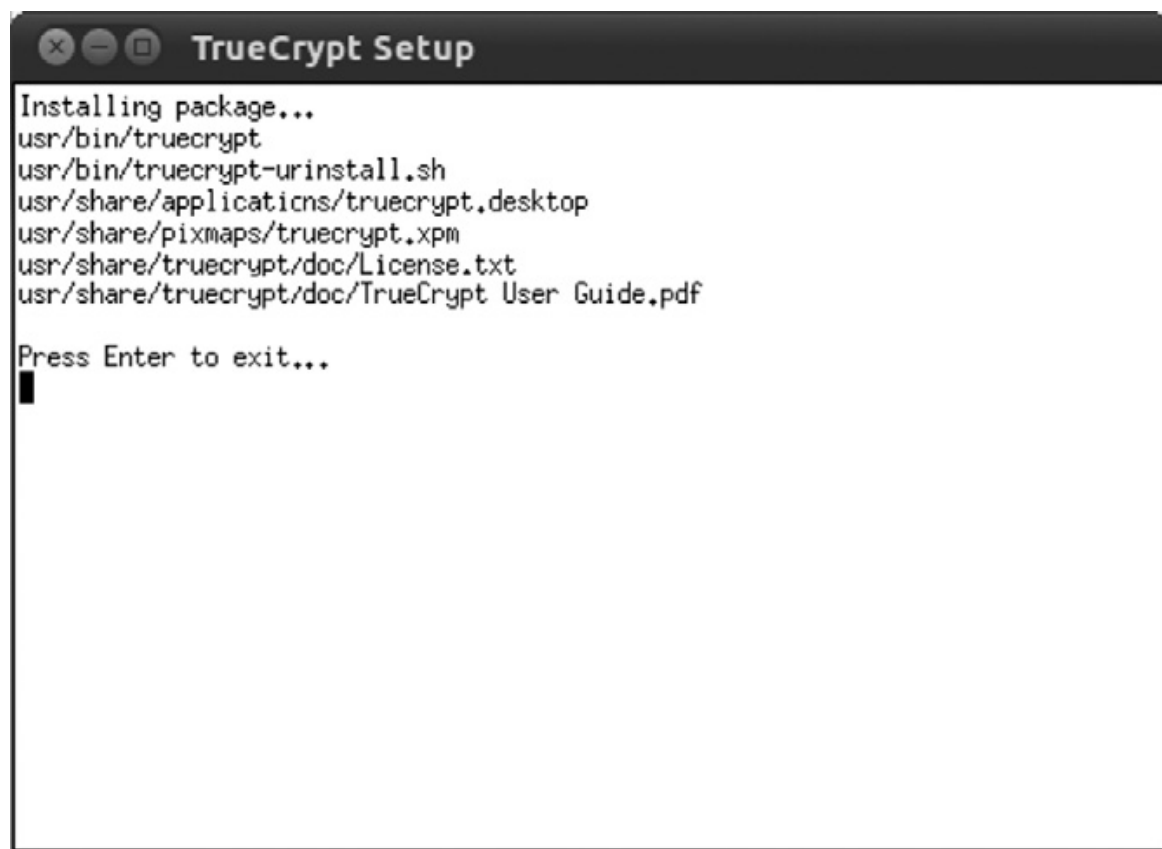 TrueCrypt Setup
Installing package...
usr/bin/truecrypt
usr/bin/truecrypt-urinstall.sh
usr/share/applicaticns/truecrypt.desktop
usr/share/pixmaps/truecrypt.xpm
usr/share/truecrypt/doc/License.txt
usr/share/truecrypt/doc/TrueCrypt User Guide.pdf
Press Enter to exit...